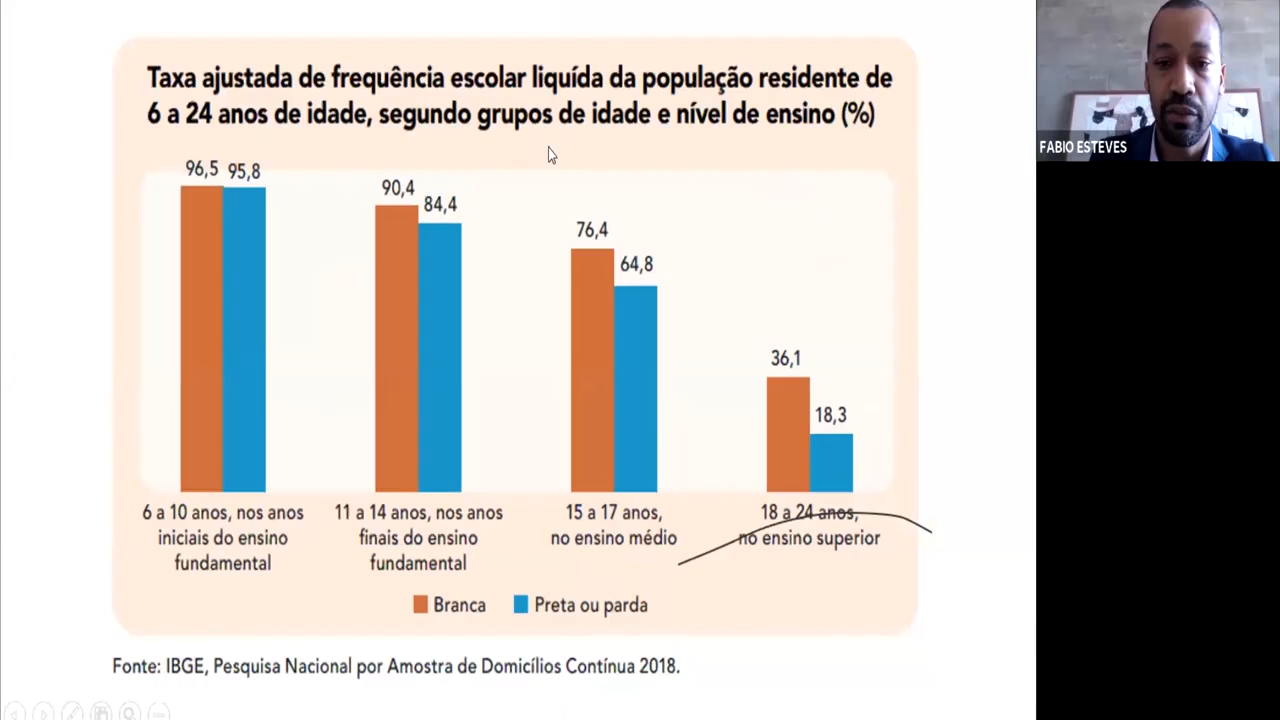 Taxa ajustada de frequência escolar liquída da população residente de
6 a 24 anos de idade, segundo grupos de idade e nível de ensino (%)
96,5 95,8
90,4 84,4
76,4 64,8
36,1 18,3
6 a 10 anos, nos anos
iniciais do ensino
fundamental
11 a 14 anos, nos anos
finais do ensino
fundamental
15 a 17 anos,
no ensino médio
18 a 24 anos,
no ensino superior
Branca Preta ou parda
Fonte: IBGE, Pesquisa Nacional por Amostra de Domicílios Contínua 2018.
FABIO ESTEVES